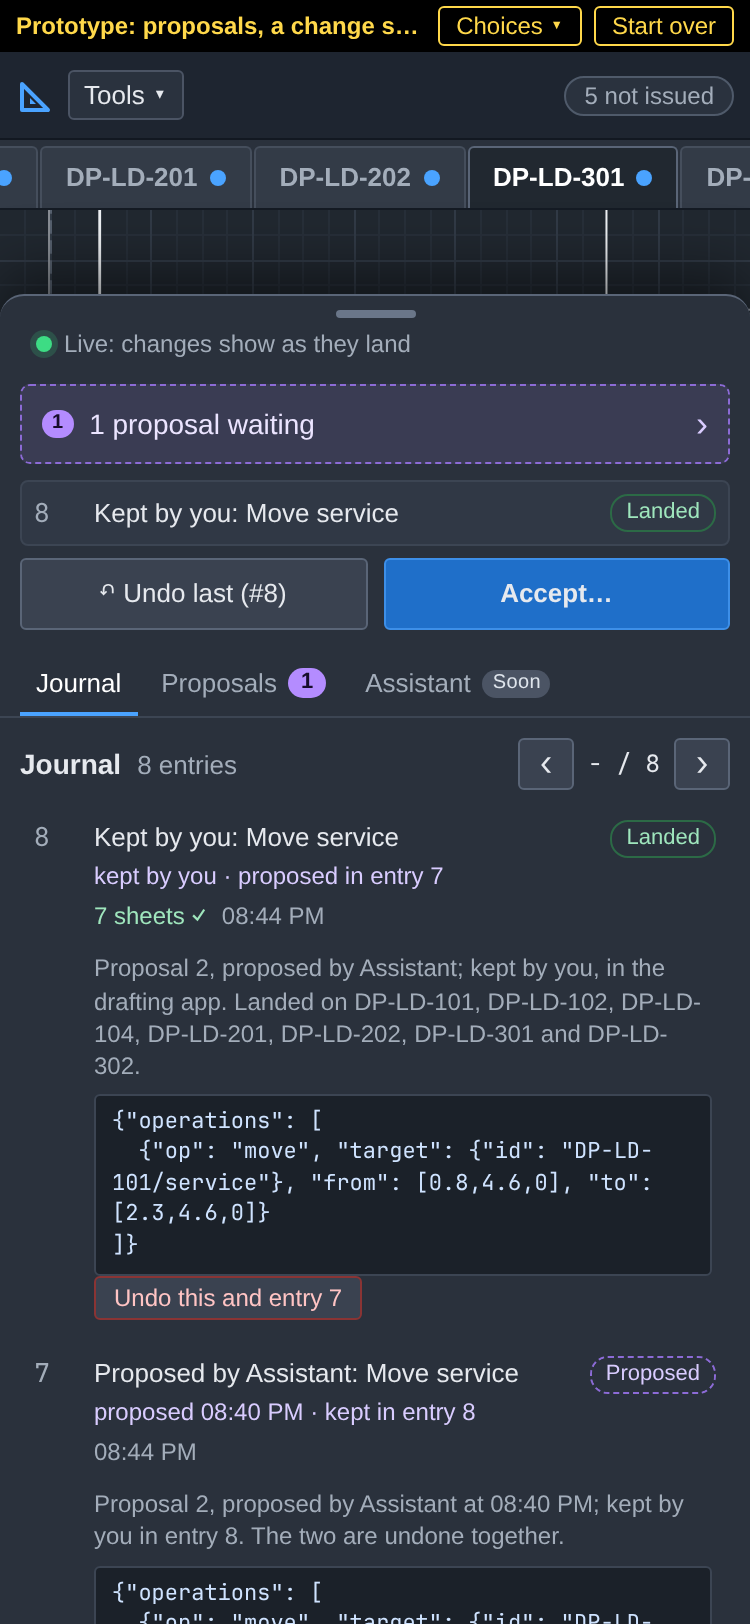 Prototype: proposals, a change s…
Choices ▾
Start over
Tools ▾
5 not issued
DP-LD-201
DP-LD-202
DP-LD-301
DP-
Live: changes show as they land
1 1 proposal waiting ›
8 Kept by you: Move service Landed
Undo last (#8)
Accept…
Journal
Proposals 1
Assistant Soon
Journal 8 entries ‹ - / 8 ›
8 Kept by you: Move service Landed
kept by you · proposed in entry 7
7 sheets ✓ 08:44 PM
Proposal 2, proposed by Assistant; kept by you, in the
drafting app. Landed on DP-LD-101, DP-LD-102, DP-LD-
104, DP-LD-201, DP-LD-202, DP-LD-301 and DP-LD-
302.
{"operations": [
{"op": "move", "target": {"id": "DP-LD-
101/service"}, "from": [0.8,4.6,0], "to":
[2.3,4.6,0]}
]}
Undo this and entry 7
7 Proposed by Assistant: Move service Proposed
proposed 08:40 PM · kept in entry 8
08:44 PM
Proposal 2, proposed by Assistant at 08:40 PM; kept by
you in entry 8. The two are undone together.
{"operations": [
{"op": "move", "target": {"id": "DP-LD-